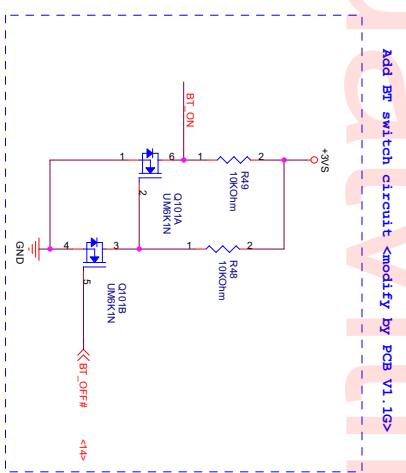 Add BT switch circuit <modify by PCB V1.1G>
+3VS
BT_ON
1
2
R49
10KOhm
1
2
R48
10KOhm
1
6
2
Q101A
UM6K1N
4
3
5
Q101B
UM6K1N
GND
BT_OFF#
<14>